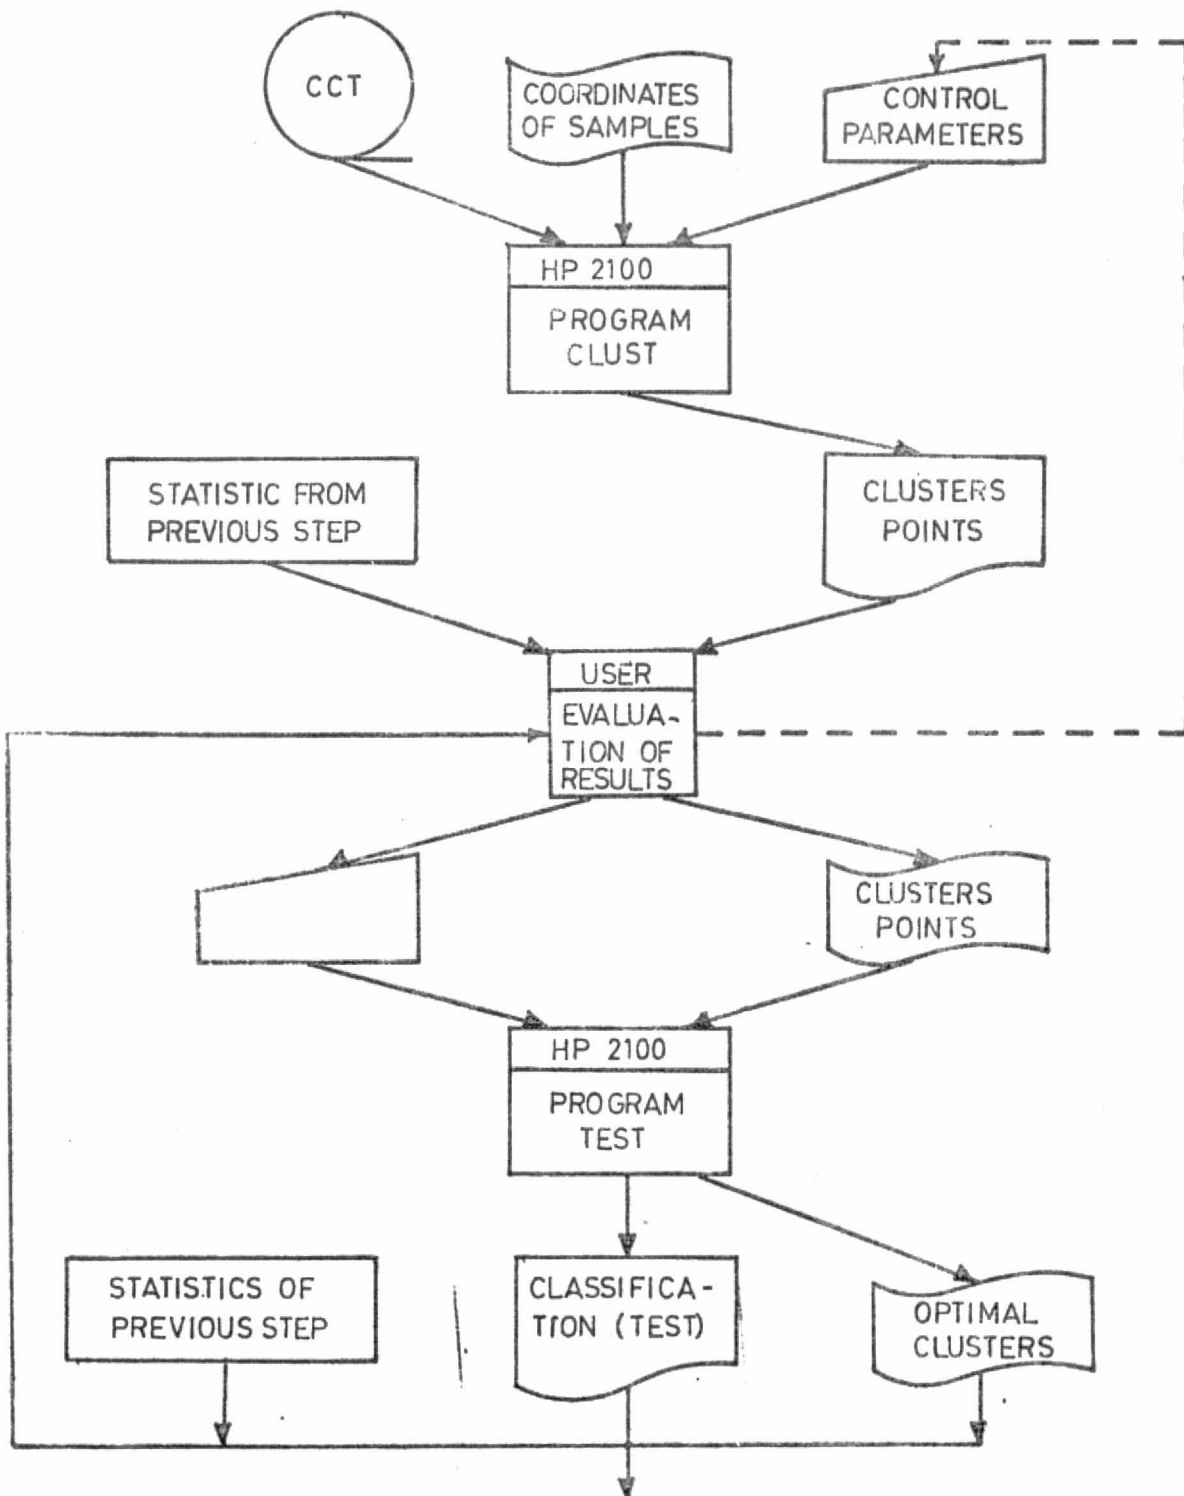 CCT
COORDINATES
OF SAMPLES
CONTROL
PARAMETERS
HP 2100
PROGRAM
CLUST
STATISTIC FROM
PREVIOUS STEP
CLUSTERS
POINTS
USER
EVALUA-
TION OF
RESULTS
CLUSTERS
POINTS
HP 2100
PROGRAM
TEST
STATISTICS OF
PREVIOUS STEP
CLASSIFICA-
TION (TEST)
OPTIMAL
CLUSTERS